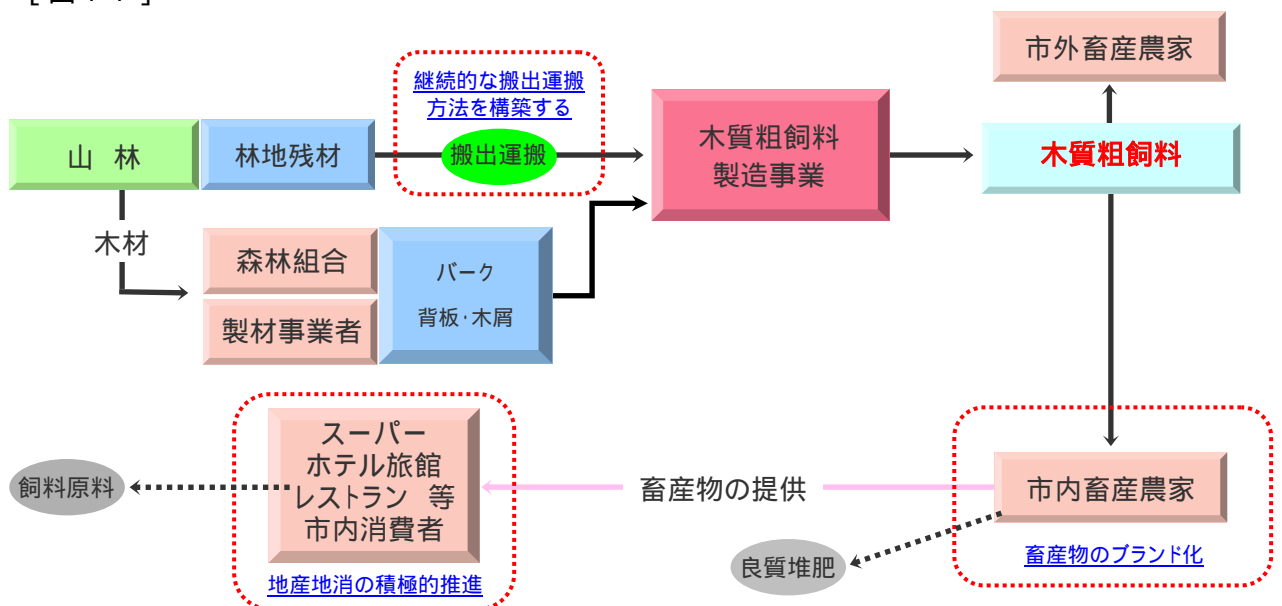 市外畜産農家
継続的な搬出運搬
方法を構築する
山 林
林地残材
搬出運搬
木質粗飼料
製造事業
木質粗飼料
木材
森林組合
製材事業者
バーク
背板・木屑
スーパー
ホテル旅館
レストラン 等
市内消費者
飼料原料
畜産物の提供
市内畜産農家
良質堆肥
畜産物のブランド化
地産地消の積極的推進